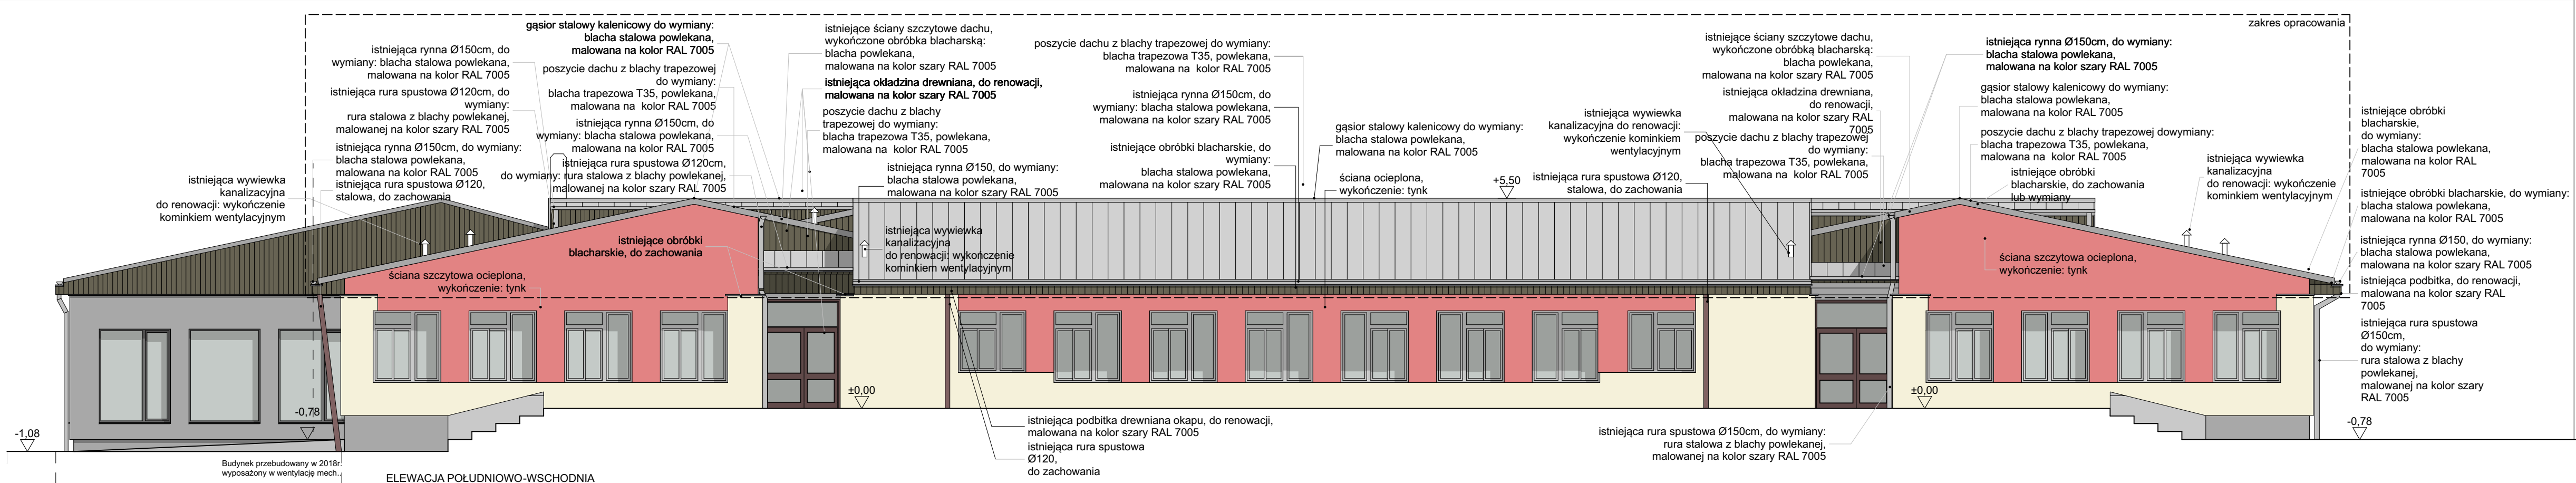 zakres opracowania
gąsior stalowy kalenicowy do wymiany:
blacha stalowa powlekana,
malowana na kolor RAL 7005
istniejąca rynna Ø150cm, do
wymiany: blacha stalowa powlekana,
malowana na kolor RAL 7005
poszycie dachu z blachy trapezowej
do wymiany:
blacha trapezowa T35, powlekana,
malowana na  kolor RAL 7005
istniejąca rura spustowa Ø120cm, do
wymiany:
rura stalowa z blachy powlekanej,
malowanej na kolor szary RAL 7005
istniejąca rynna Ø150cm, do
wymiany: blacha stalowa powlekana,
malowana na kolor RAL 7005
istniejąca rynna Ø150cm, do wymiany:
blacha stalowa powlekana,
malowana na kolor RAL 7005
istniejąca rura spustowa Ø120,
stalowa, do zachowania
istniejąca rura spustowa Ø120cm,
do wymiany: rura stalowa z blachy powlekanej,
malowanej na kolor szary RAL 7005
istniejąca wywiewka
kanalizacyjna
do renowacji: wykończenie
kominkiem wentylacyjnym
istniejące ściany szczytowe dachu,
wykończone obróbka blacharską:
blacha powlekana,
malowana na kolor szary RAL 7005
istniejąca okładzina drewniana, do renowacji,
malowana na kolor szary RAL 7005
poszycie dachu z blachy
trapezowej do wymiany:
blacha trapezowa T35, powlekana,
malowana na  kolor RAL 7005
istniejąca rynna Ø150, do wymiany:
blacha stalowa powlekana,
malowana na kolor szary RAL 7005
poszycie dachu z blachy trapezowej do wymiany:
blacha trapezowa T35, powlekana,
malowana na  kolor RAL 7005
istniejąca rynna Ø150cm, do
wymiany: blacha stalowa powlekana,
malowana na kolor RAL 7005
istniejące obróbki blacharskie, do
wymiany:
blacha stalowa powlekana,
malowana na kolor szary RAL 7005
gąsior stalowy kalenicowy do wymiany:
blacha stalowa powlekana,
malowana na kolor RAL 7005
ściana ocieplona,
wykończenie: tynk
+5,50
istniejąca wywiewka
kanalizacyjna do renowacji:
wykończenie kominkiem
wentylacyjnym
istniejąca rura spustowa Ø120,
stalowa, do zachowania
istniejące ściany szczytowe dachu,
wykończone obróbką blacharską:
blacha powlekana,
malowana na kolor szary RAL 7005
istniejąca okładzina drewniana,
do renowacji,
malowana na kolor szary RAL
7005
poszycie dachu z blachy trapezowej
do wymiany:
blacha trapezowa T35, powlekana,
malowana na  kolor RAL 7005
istniejąca rynna Ø150cm, do wymiany:
blacha stalowa powlekana,
malowana na kolor szary RAL 7005
gąsior stalowy kalenicowy do wymiany:
blacha stalowa powlekana,
malowana na kolor RAL 7005
poszycie dachu z blachy trapezowej dowymiany:
blacha trapezowa T35, powlekana,
malowana na  kolor RAL 7005
istniejące obróbki
blacharskie, do zachowania
lub wymiany
istniejąca wywiewka
kanalizacyjna
do renowacji: wykończenie
kominkiem wentylacyjnym
istniejące obróbki
blacharskie,
do wymiany:
blacha stalowa powlekana,
malowana na kolor RAL
7005
istniejące obróbki blacharskie, do wymiany:
blacha stalowa powlekana,
malowana na kolor szary RAL 7005
istniejąca rynna Ø150, do wymiany:
blacha stalowa powlekana,
malowana na kolor szary RAL 7005
istniejąca podbitka, do renowacji,
malowana na kolor szary RAL
7005
istniejąca rura spustowa
Ø150cm,
do wymiany:
rura stalowa z blachy
powlekanej,
malowanej na kolor szary
RAL 7005
istniejące obróbki
blacharskie, do zachowania
ściana szczytowa ocieplona,
wykończenie: tynk
istniejąca wywiewka
kanalizacyjna
do renowacji: wykończenie
kominkiem wentylacyjnym
ściana szczytowa ocieplona,
wykończenie: tynk
±0,00
±0,00
-0,78
-1,08
-0,78
istniejąca podbitka drewniana okapu, do renowacji,
malowana na kolor szary RAL 7005
istniejąca rura spustowa
Ø120,
do zachowania
istniejąca rura spustowa Ø150cm, do wymiany:
rura stalowa z blachy powlekanej,
malowanej na kolor szary RAL 7005
Budynek przebudowany w 2018r.
wyposażony w wentylację mech..
ELEWACJA POŁUDNIOWO-WSCHODNIA